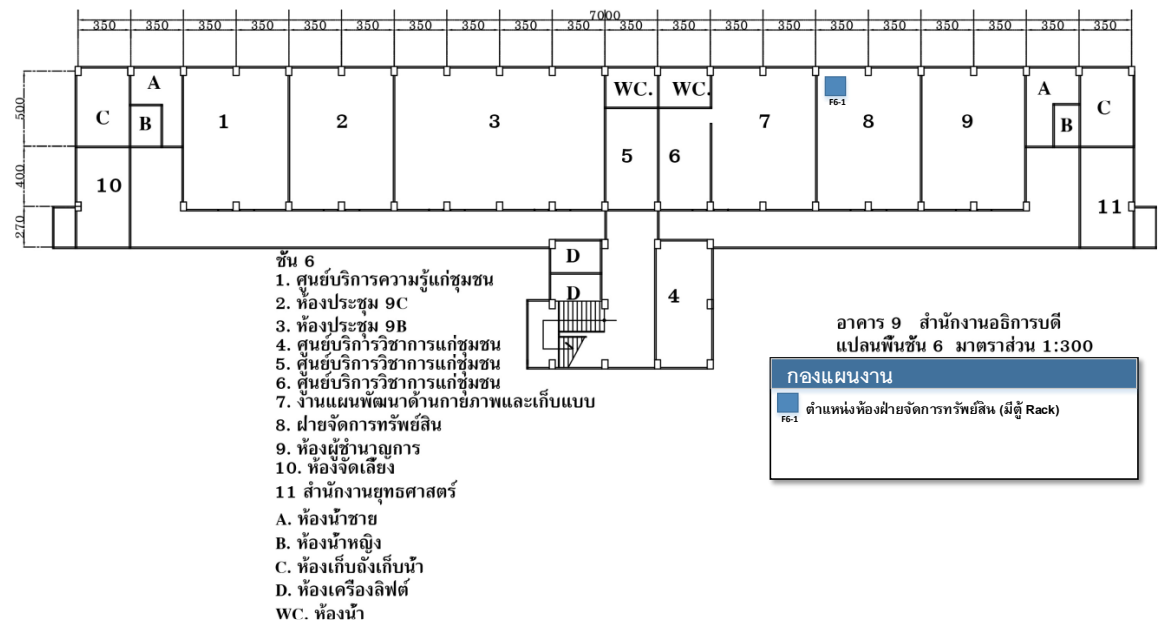 7000
350 350 350 350 350 350 350 350 350 350 350 350 350 350 350 350 350 350 350 350
500
400
270
A
B
C
1
2
3
WC.
WC.
5
6
7
F6-1
8
9
A
B
C
10
11
D
D
4
ชั้น 6
1. ศูนย์บริการความรู้แก่ชุมชน
2. ห้องประชุม 9C
3. ห้องประชุม 9B
4. ศูนย์บริการวิชาการแก่ชุมชน
5. ศูนย์บริการวิชาการแก่ชุมชน
6. ศูนย์บริการวิชาการแก่ชุมชน
7. งานแผนพัฒนาด้านกายภาพและเก็บแบบ
8. ฝ่ายจัดการทรัพย์สิน
9. ห้องผู้ชำนาญการ
10. ห้องจัดเลี้ยง
11 สำนักงานยุทธศาสตร์
A. ห้องน้ำชาย
B. ห้องน้ำหญิง
C. ห้องเก็บถังเก็บน้ำ
D. ห้องเครื่องลิฟต์
WC. ห้องน้ำ
อาคาร 9 สำนักงานอธิการบดี
แปลนพื้นชั้น 6 มาตราส่วน 1:300
กองแผนงาน
F6-1 ตำแหน่งห้องฝ่ายจัดการทรัพย์สิน (มีตู้ Rack)